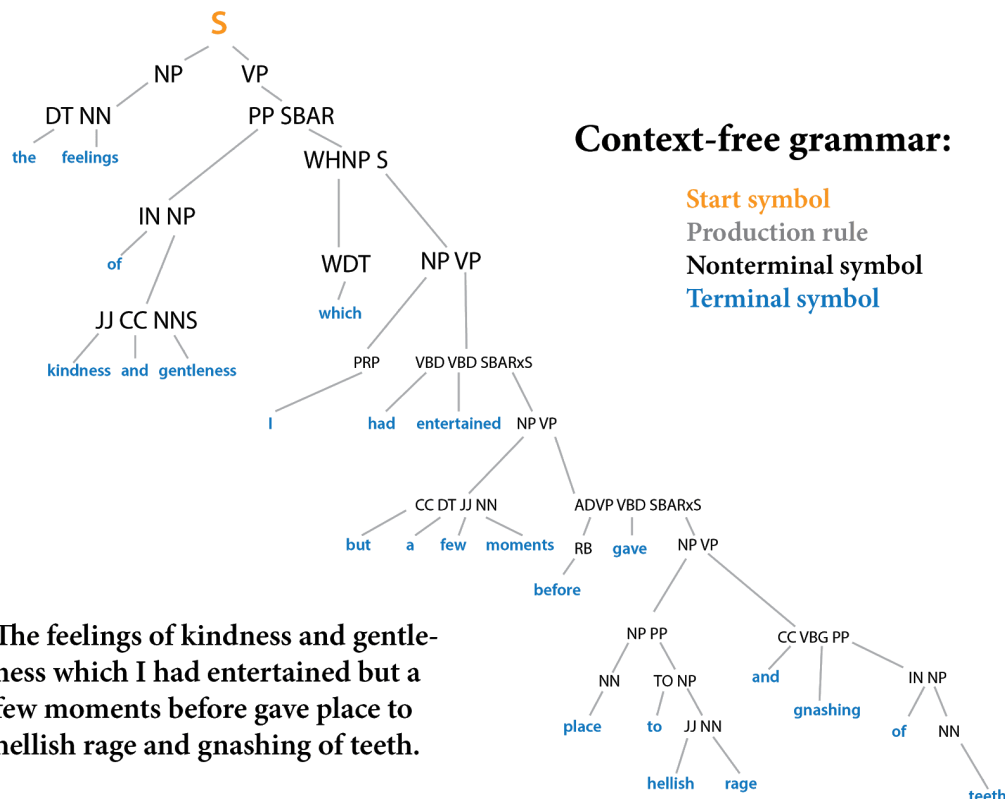 S
NP VP
DT NN PP SBAR
the feelings
WHNP S
IN NP
of
WDT NP VP
which
JJ CC NNS
kindness and gentleness
PRP VBD VBD SBARxS
I had entertained NP VP
CC DT JJ NN ADVP VBD SBARxS
but a few moments RB gave NP VP
before
NP PP CC VBG PP
and
NN TO NP IN NP
gnashing
place to JJ NN of NN
hellish rage
teeth
Context-free grammar:
Start symbol
Production rule
Nonterminal symbol
Terminal symbol
The feelings of kindness and gentle-
ness which I had entertained but a
few moments before gave place to
hellish rage and gnashing of teeth.